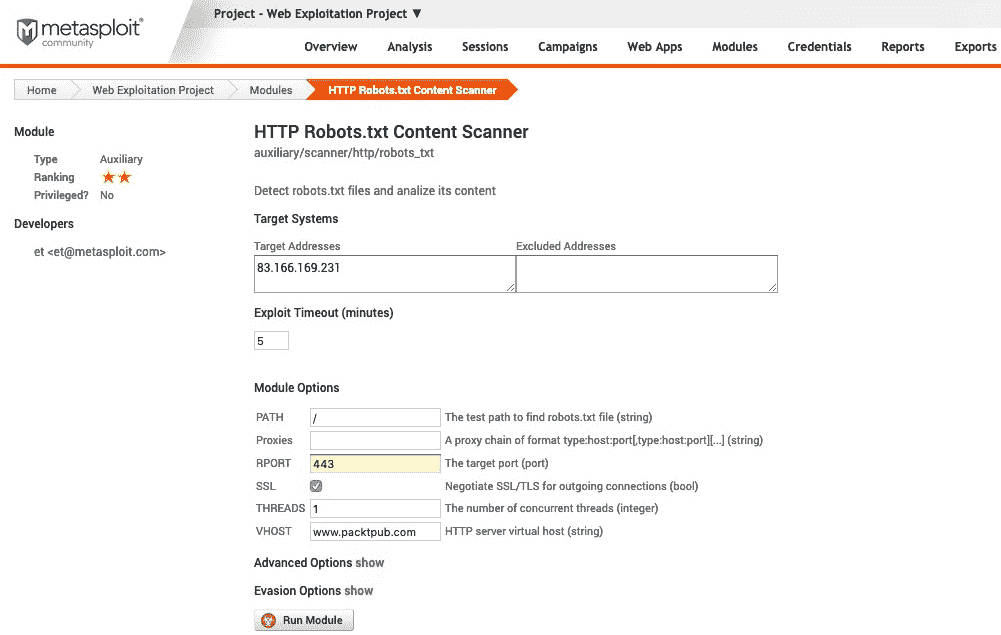 Project - Web Exploitation Project ▼
metasploit®
community
Overview Analysis Sessions Campaigns Web Apps Modules Credentials Reports Exports
Home Web Exploitation Project Modules HTTP Robots.txt Content Scanner
Module
Type Auxiliary
Ranking ★★
Privileged? No
Developers
et <et@metasploit.com>
HTTP Robots.txt Content Scanner
auxiliary/scanner/http/robots_txt
Detect robots.txt files and analize its content
Target Systems
Target Addresses Excluded Addresses
83.166.169.231
Exploit Timeout (minutes)
5
Module Options
PATH / The test path to find robots.txt file (string)
Proxies A proxy chain of format type:host:port[,type:host:port][...] (string)
RPORT 443 The target port (port)
SSL Negotiate SSL/TLS for outgoing connections (bool)
THREADS 1 The number of concurrent threads (integer)
VHOST www.packtpub.com HTTP server virtual host (string)
Advanced Options show
Evasion Options show
Run Module